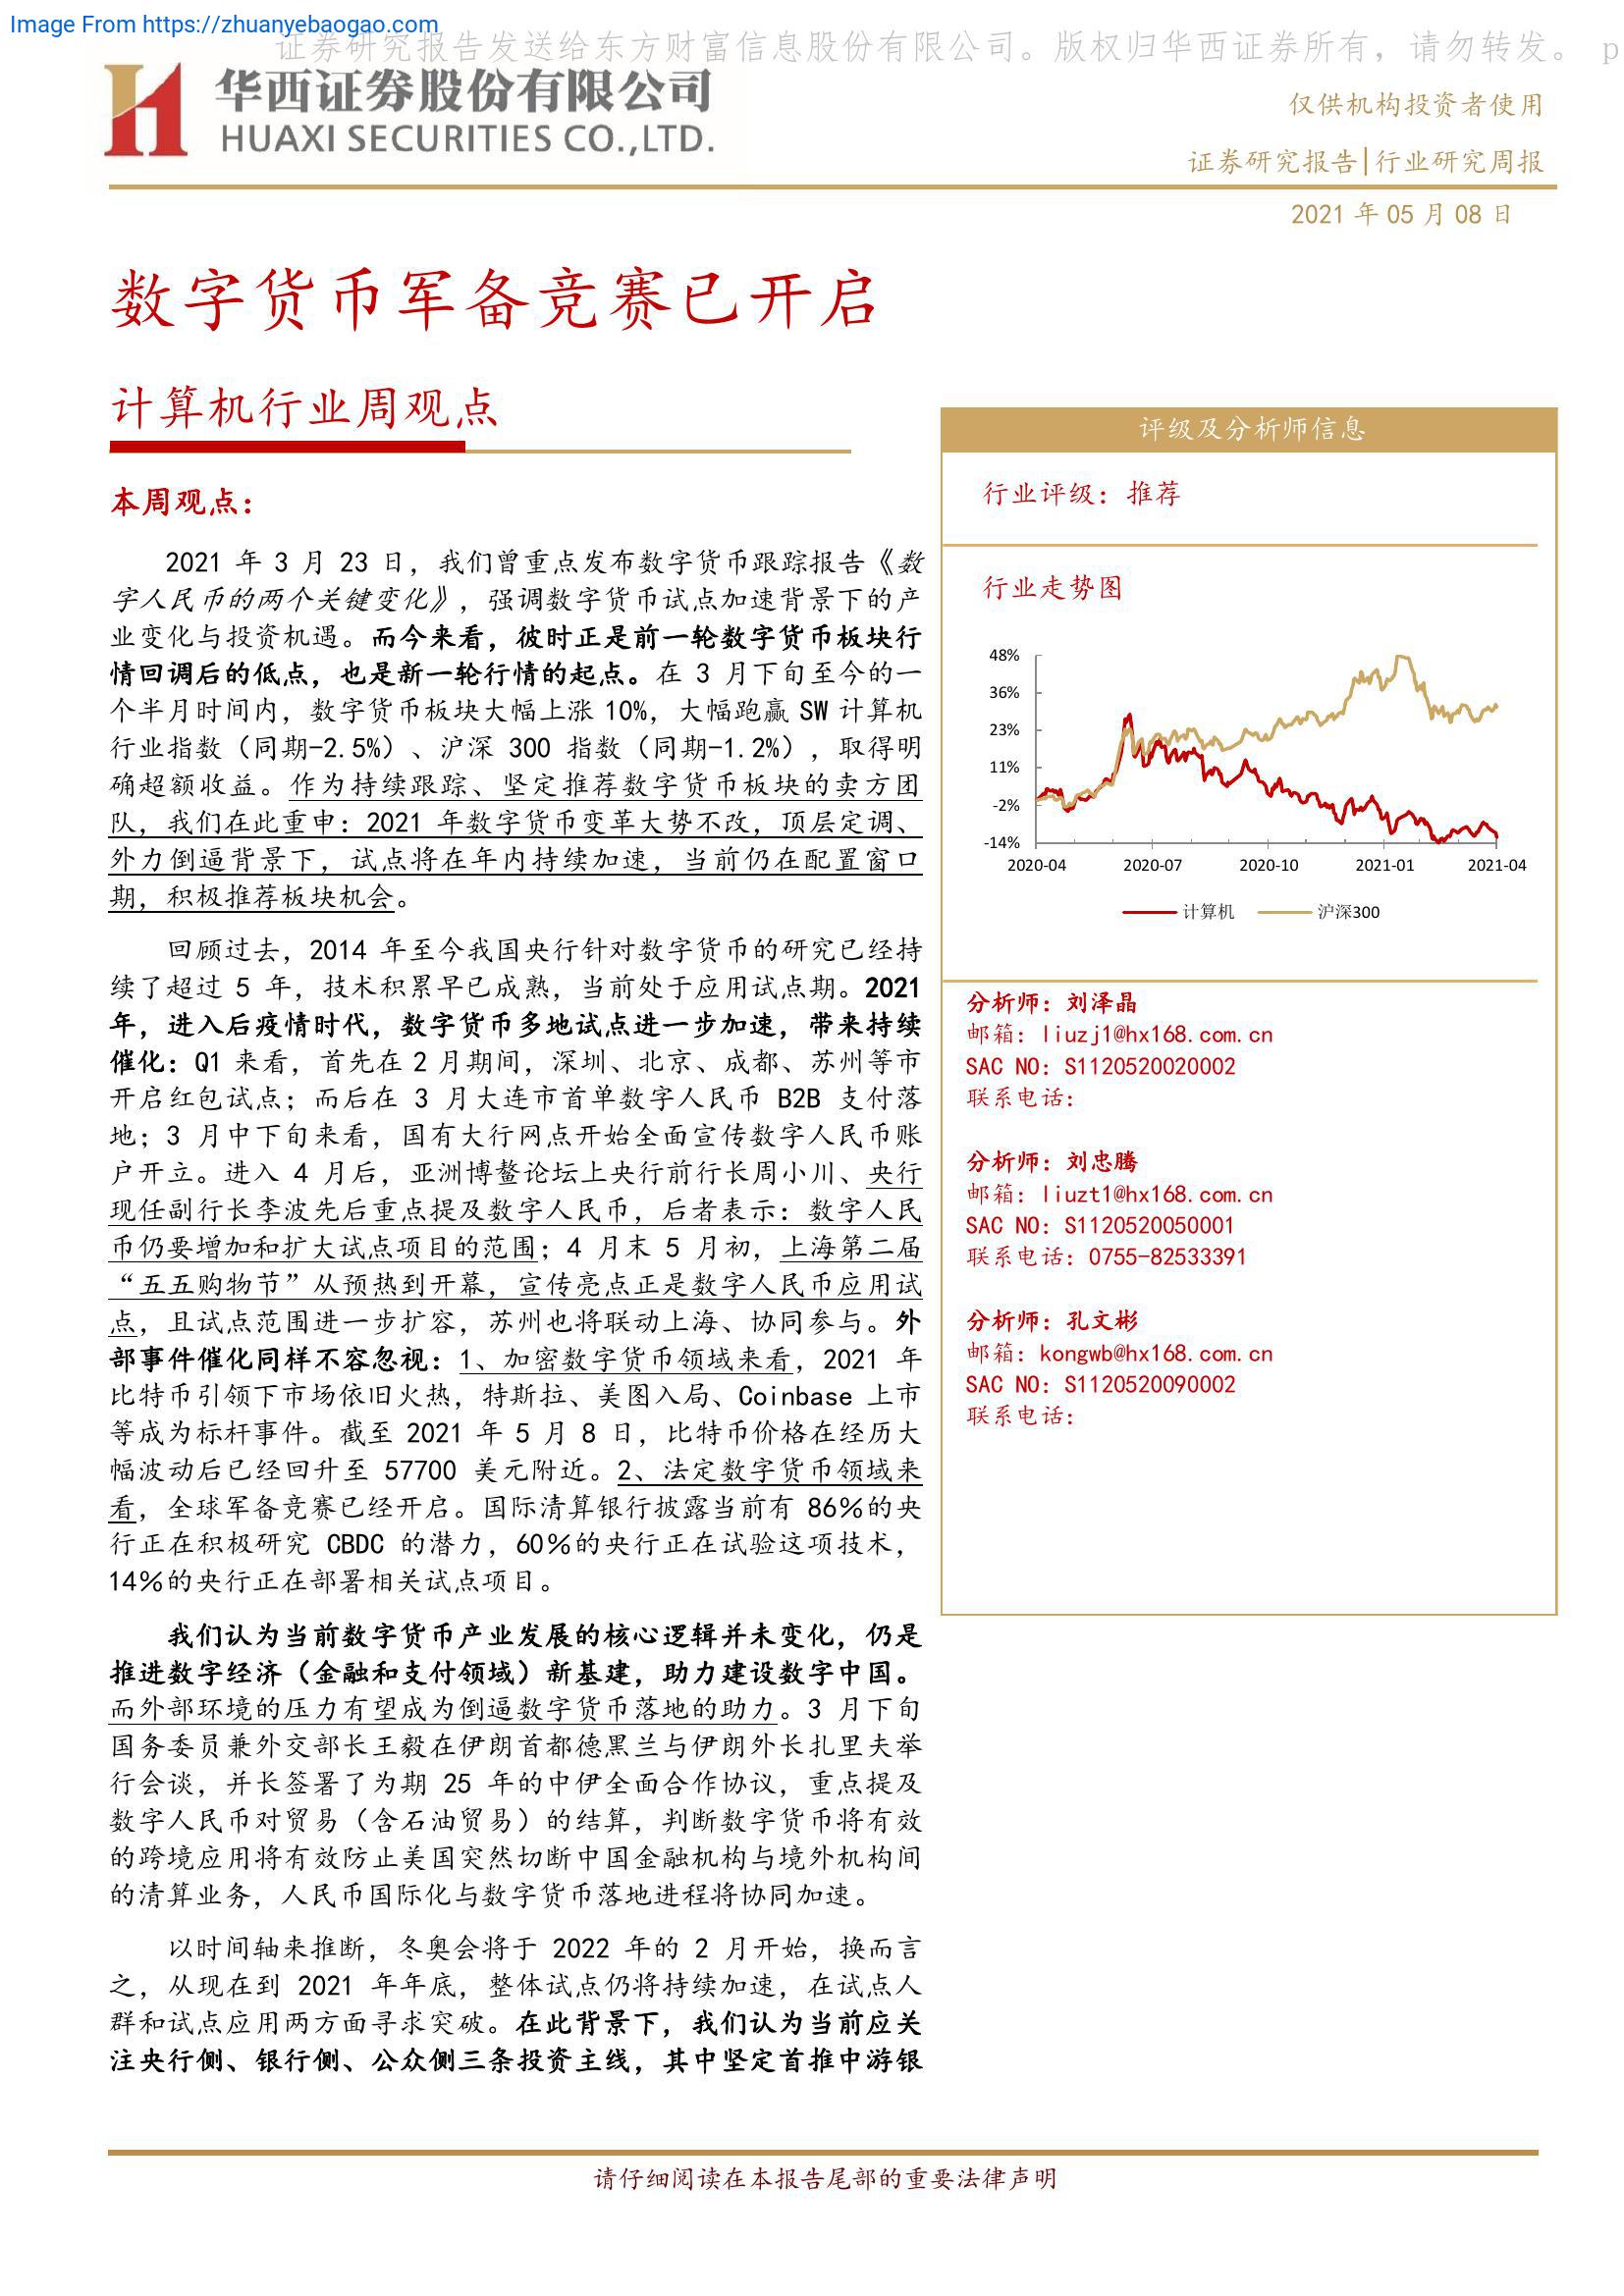 Image From https://zhuanyebaogao.com
证券研究报告发送给东方财富信息股份有限公司。版权归华西证券所有，请勿转发。 p
华西证券股份有限公司
HUAXI SECURITIES CO.,LTD.
仅供机构投资者使用
证券研究报告|行业研究周报
2021 年 05 月 08 日
数字货币军备竞赛已开启
计算机行业周观点
本周观点：
2021 年 3 月 23 日，我们曾重点发布数字货币跟踪报告《数
字人民币的两个关键变化》，强调数字货币试点加速背景下的产
业变化与投资机遇。而今来看，彼时正是前一轮数字货币板块行
情回调后的低点，也是新一轮行情的起点。在 3 月下旬至今的一
个半月时间内，数字货币板块大幅上涨 10%，大幅跑赢 SW 计算机
行业指数（同期-2.5%）、沪深 300 指数（同期-1.2%），取得明
确超额收益。作为持续跟踪、坚定推荐数字货币板块的卖方团
队，我们在此重申：2021 年数字货币变革大势不改，顶层定调、
外力倒逼背景下，试点将在年内持续加速，当前仍在配置窗口
期，积极推荐板块机会。
回顾过去，2014 年至今我国央行针对数字货币的研究已经持
续了超过 5 年，技术积累早已成熟，当前处于应用试点期。2021
年，进入后疫情时代，数字货币多地试点进一步加速，带来持续
催化：Q1 来看，首先在 2 月期间，深圳、北京、成都、苏州等市
开启红包试点；而后在 3 月大连市首单数字人民币 B2B 支付落
地；3 月中下旬来看，国有大行网点开始全面宣传数字人民币账
户开立。进入 4 月后，亚洲博鳌论坛上央行前行长周小川、央行
现任副行长李波先后重点提及数字人民币，后者表示：数字人民
币仍要增加和扩大试点项目的范围；4 月末 5 月初，上海第二届
“五五购物节”从预热到开幕，宣传亮点正是数字人民币应用试
点，且试点范围进一步扩容，苏州也将联动上海、协同参与。外
部事件催化同样不容忽视：1、加密数字货币领域来看，2021 年
比特币引领下市场依旧火热，特斯拉、美图入局、Coinbase 上市
等成为标杆事件。截至 2021 年 5 月 8 日，比特币价格在经历大
幅波动后已经回升至 57700 美元附近。2、法定数字货币领域来
看，全球军备竞赛已经开启。国际清算银行披露当前有 86%的央
行正在积极研究 CBDC 的潜力，60%的央行正在试验这项技术，
14%的央行正在部署相关试点项目。
我们认为当前数字货币产业发展的核心逻辑并未变化，仍是
推进数字经济（金融和支付领域）新基建，助力建设数字中国。
而外部环境的压力有望成为倒逼数字货币落地的助力。3 月下旬
国务委员兼外交部长王毅在伊朗首都德黑兰与伊朗外长扎里夫举
行会谈，并长签署了为期 25 年的中伊全面合作协议，重点提及
数字人民币对贸易（含石油贸易）的结算，判断数字货币将有效
的跨境应用将有效防止美国突然切断中国金融机构与境外机构间
的清算业务，人民币国际化与数字货币落地进程将协同加速。
以时间轴来推断，冬奥会将于 2022 年的 2 月开始，换而言
之，从现在到 2021 年年底，整体试点仍将持续加速，在试点人
群和试点应用两方面寻求突破。在此背景下，我们认为当前应关
注央行侧、银行侧、公众侧三条投资主线，其中坚定首推中游银
评级及分析师信息
行业评级：推荐
行业走势图
48%
36%
23%
11%
-2%
-14%
2020-04 2020-07 2020-10 2021-01 2021-04
计算机 沪深300
分析师：刘泽晶
邮箱：liuzj1@hx168.com.cn
SAC NO：S1120520020002
联系电话：
分析师：刘忠腾
邮箱：liuzt1@hx168.com.cn
SAC NO：S1120520050001
联系电话：0755-82533391
分析师：孔文彬
邮箱：kongwb@hx168.com.cn
SAC NO：S1120520090002
联系电话：
请仔细阅读在本报告尾部的重要法律声明